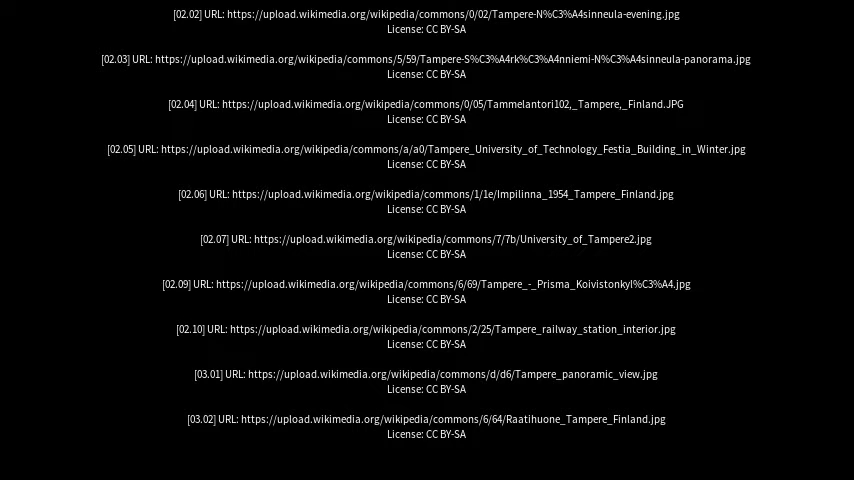 [02.02] URL: https://upload.wikimedia.org/wikipedia/commons/0/02/Tampere-N%C3%A4sinneula-evening.jpg
License: CC BY-SA
[02.03] URL: https://upload.wikimedia.org/wikipedia/commons/5/59/Tampere-S%C3%A4rk%C3%A4nniemi-N%C3%A4sinneula-panorama.jpg
License: CC BY-SA
[02.04] URL: https://upload.wikimedia.org/wikipedia/commons/0/05/Tammelantori102,_Tampere,_Finland.JPG
License: CC BY-SA
[02.05] URL: https://upload.wikimedia.org/wikipedia/commons/a/a0/Tampere_University_of_Technology_Festia_Building_in_Winter.jpg
License: CC BY-SA
[02.06] URL: https://upload.wikimedia.org/wikipedia/commons/1/1e/Impilinna_1954_Tampere_Finland.jpg
License: CC BY-SA
[02.07] URL: https://upload.wikimedia.org/wikipedia/commons/7/7b/University_of_Tampere2.jpg
License: CC BY-SA
[02.09] URL: https://upload.wikimedia.org/wikipedia/commons/6/69/Tampere_-_Prisma_Koivistonkyl%C3%A4.jpg
License: CC BY-SA
[02.10] URL: https://upload.wikimedia.org/wikipedia/commons/2/25/Tampere_railway_station_interior.jpg
License: CC BY-SA
[03.01] URL: https://upload.wikimedia.org/wikipedia/commons/d/d6/Tampere_panoramic_view.jpg
License: CC BY-SA
[03.02] URL: https://upload.wikimedia.org/wikipedia/commons/6/64/Raatihuone_Tampere_Finland.jpg
License: CC BY-SA